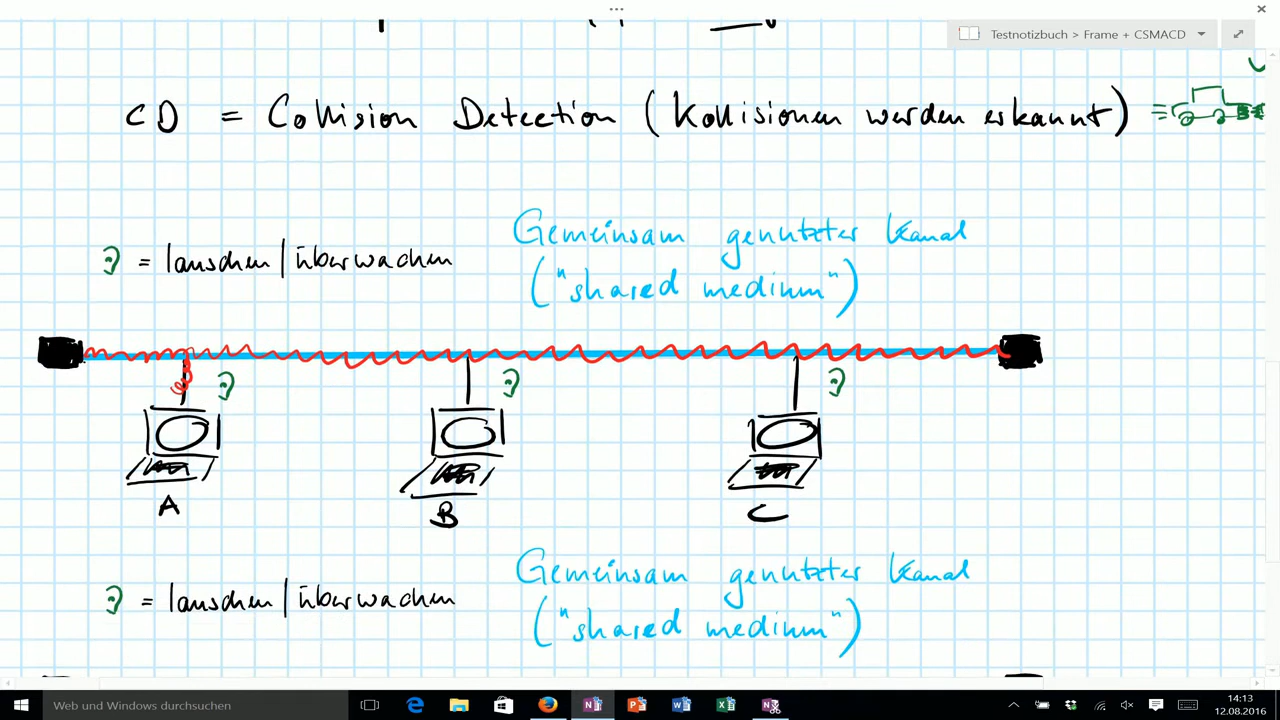 Testnotizbuch > Frame + CSMACD
CD = Collision Detection (Kollisionen werden erkannt)
Gemeinsam genutzter Kanal
= lauschen / überwachen
("shared medium")
A
B
C
Gemeinsam genutzter Kanal
= lauschen / überwachen
("shared medium")
Web und Windows durchsuchen
14:13
12.08.2016